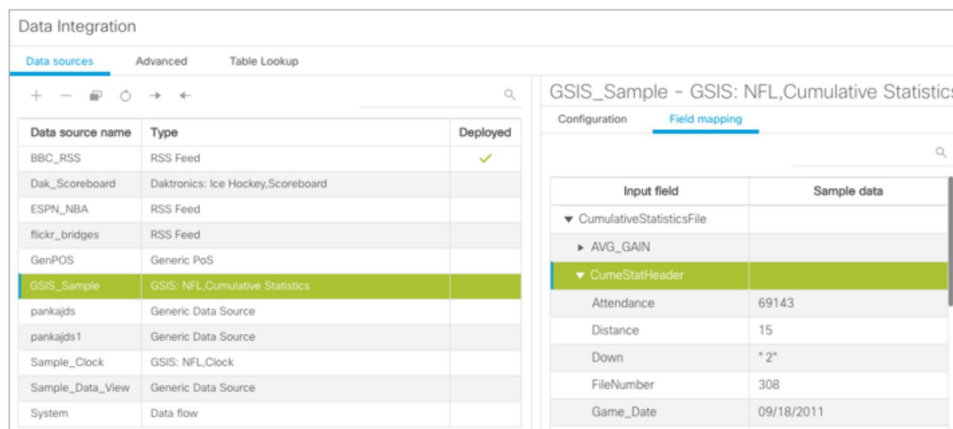 Data Integration
Data sources Advanced Table Lookup
Data source name Type Deployed
BBC_RSS RSS Feed
Dak_Scoreboard Daktronics: Ice Hockey,Scoreboard
ESPN_NBA RSS Feed
flickr_bridges RSS Feed
GenPOS Generic PoS
GSIS_Sample GSIS: NFL,Cumulative Statistics
pankajds Generic Data Source
pankajds1 Generic Data Source
Sample_Clock GSIS: NFL,Clock
Sample_Data_View Generic Data Source
System Data flow
GSIS_Sample - GSIS: NFL,Cumulative Statistics
Configuration Field mapping
Input field Sample data
CumulativeStatisticsFile
AVG_GAIN
CumeStatHeader
Attendance 69143
Distance 15
Down " 2"
FileNumber 308
Game_Date 09/18/2011